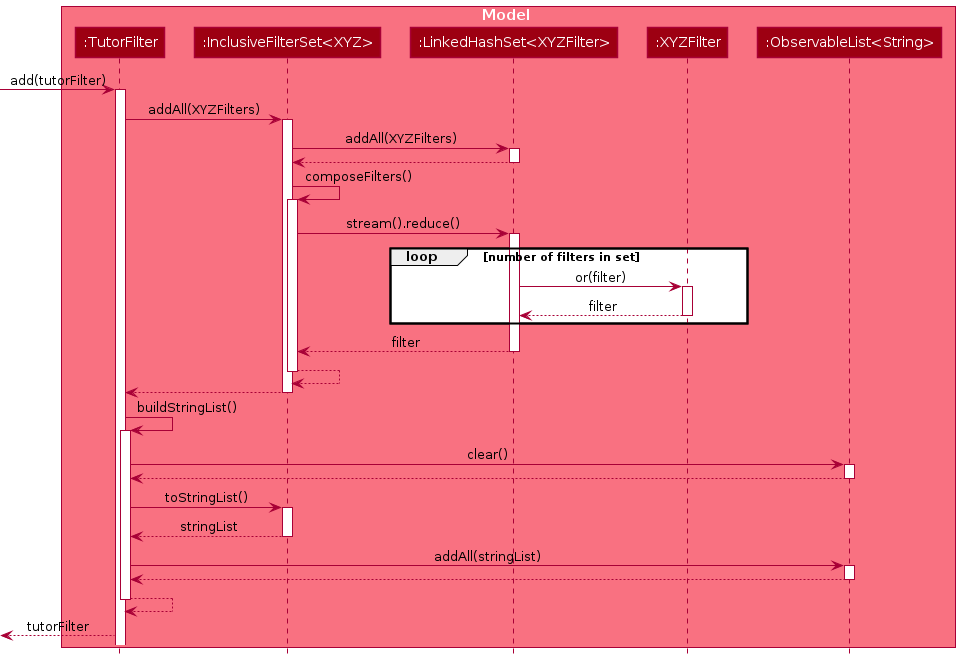 Model
:TutorFilter
:InclusiveFilterSet<XYZ>
:LinkedHashSet<XYZFilter>
:XYZFilter
:ObservableList<String>
add(tutorFilter)
addAll(XYZFilters)
addAll(XYZFilters)
composeFilters()
stream().reduce()
loop
[number of filters in set]
or(filter)
filter
filter
buildStringList()
clear()
toStringList()
stringList
addAll(stringList)
tutorFilter